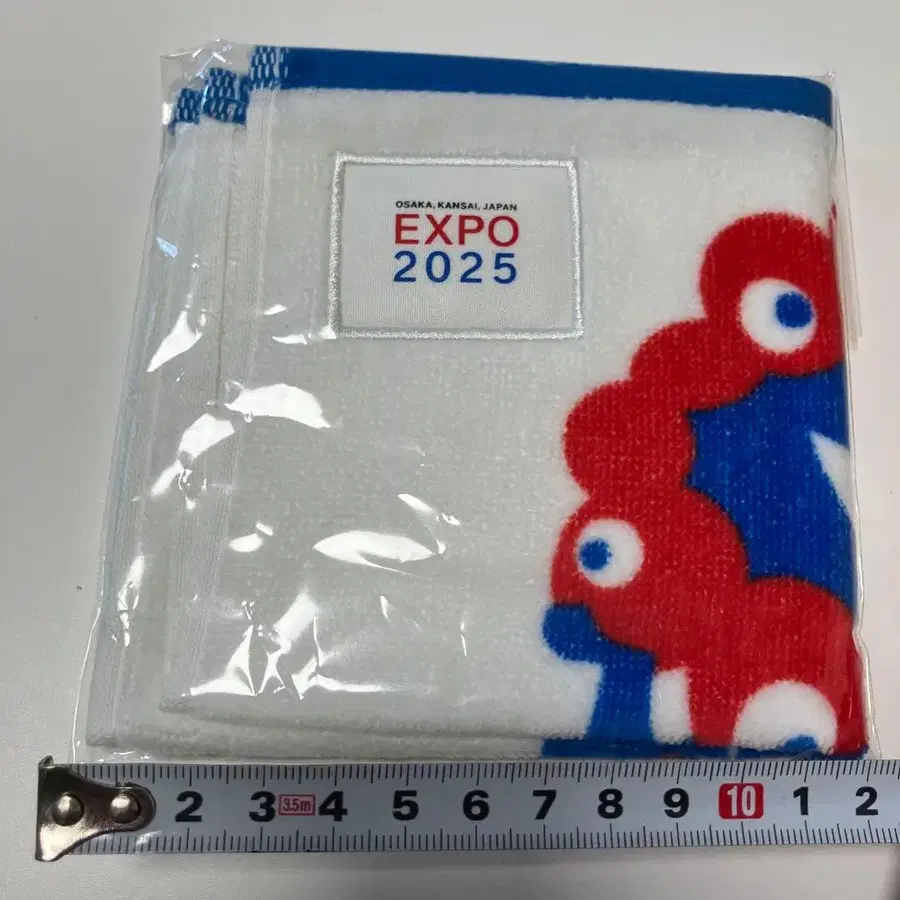 OSAKA, KANSAI, JAPAN
EXPO
2025
2 3 3.5m 4 5 6 7 8 9 10 1 2